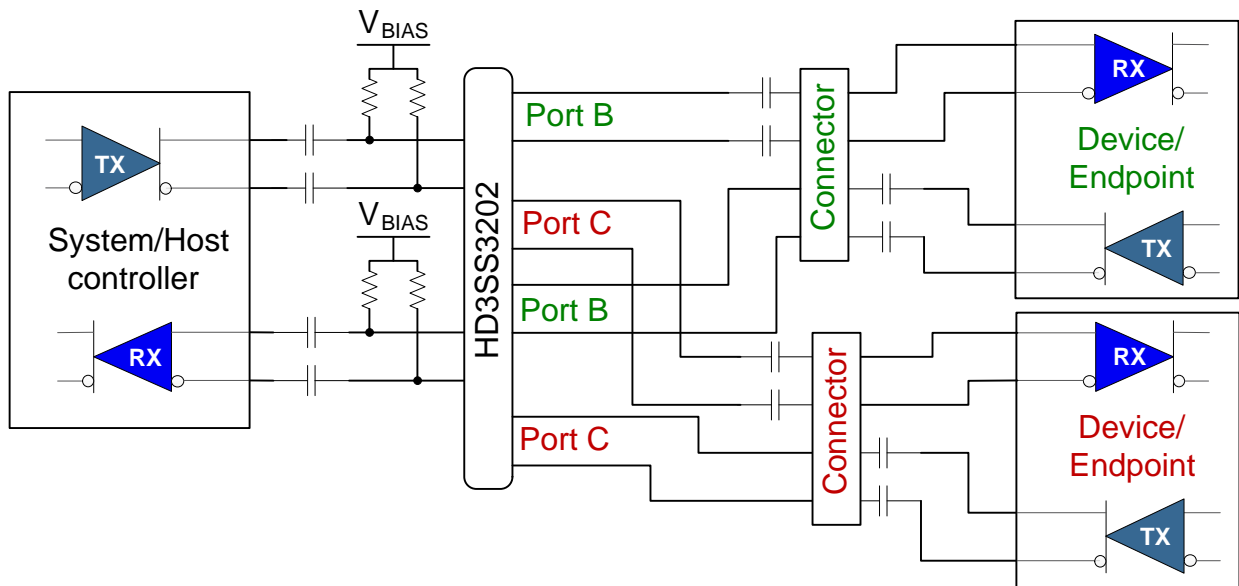 VBIAS
TX
System/Host
controller
VBIAS
RX
HD3SS3202
Port B
Port C
Port B
Port C
Connector
RX
Device/
Endpoint
TX
Connector
RX
Device/
Endpoint
TX